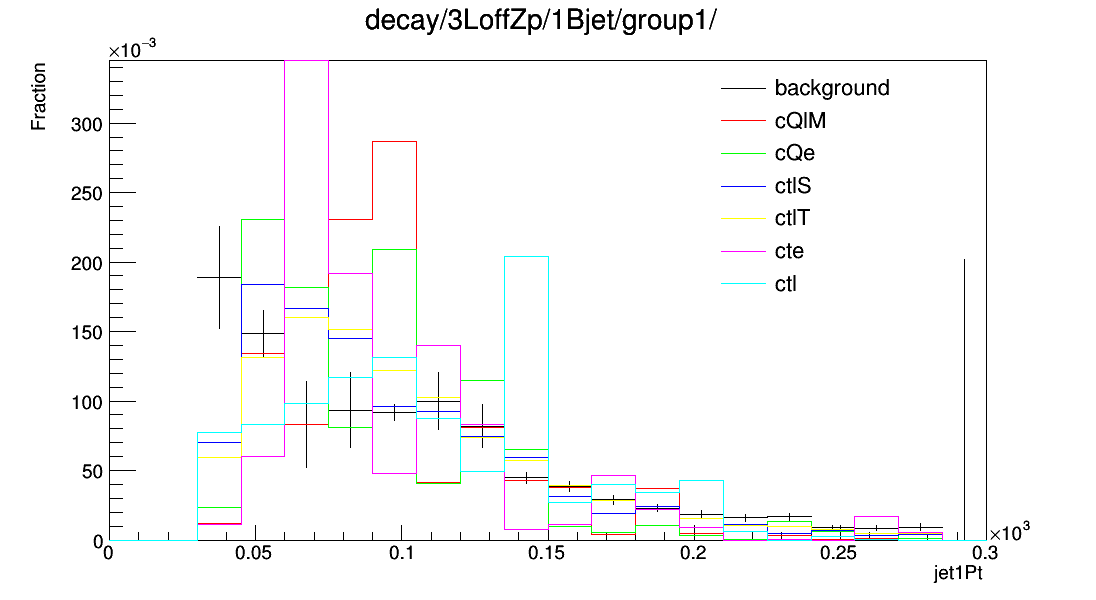 decay/3LoffZp/1Bjet/group1/
×10⁻³
Fraction
300
250
200
150
100
50
0
background
cQlM
cQe
ctlS
ctlT
cte
ctl
0 0.05 0.1 0.15 0.2 0.25 0.3
×10³
jet1Pt